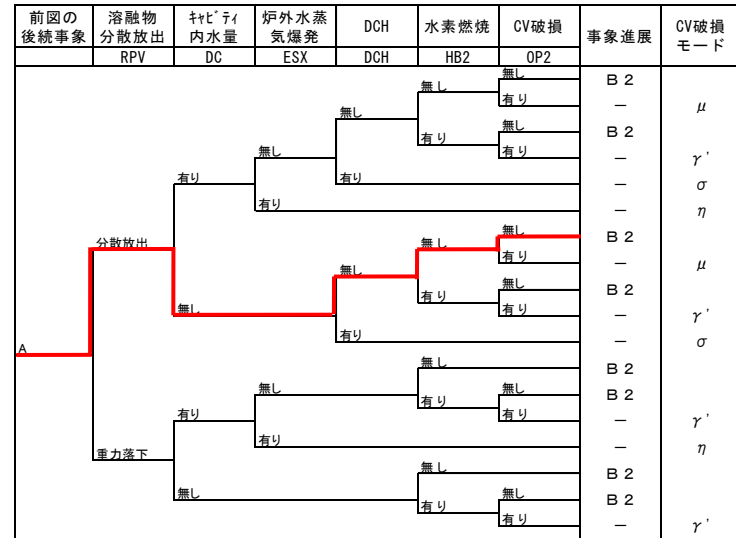 前図の
後続事象
溶融物
分散放出
ｷｬﾋﾞﾃｨ
内水量
炉外水蒸
気爆発
DCH
水素燃焼
CV破損
事象進展
CV破損
モード
RPV
DC
ESX
DCH
HB2
OP2
無し
B2
無し
有り
－
μ
無し
無し
B2
有り
無し
有り
－
γ'
有り
有り
－
σ
有り
－
η
分散放出
無し
無し
B2
無し
有り
－
μ
無し
B2
無し
有り
有り
－
γ'
有り
－
σ
A
無し
B2
無し
無し
B2
有り
有り
有り
－
γ'
重力落下
有り
－
η
無し
B2
無し
無し
B2
有り
有り
－
γ'